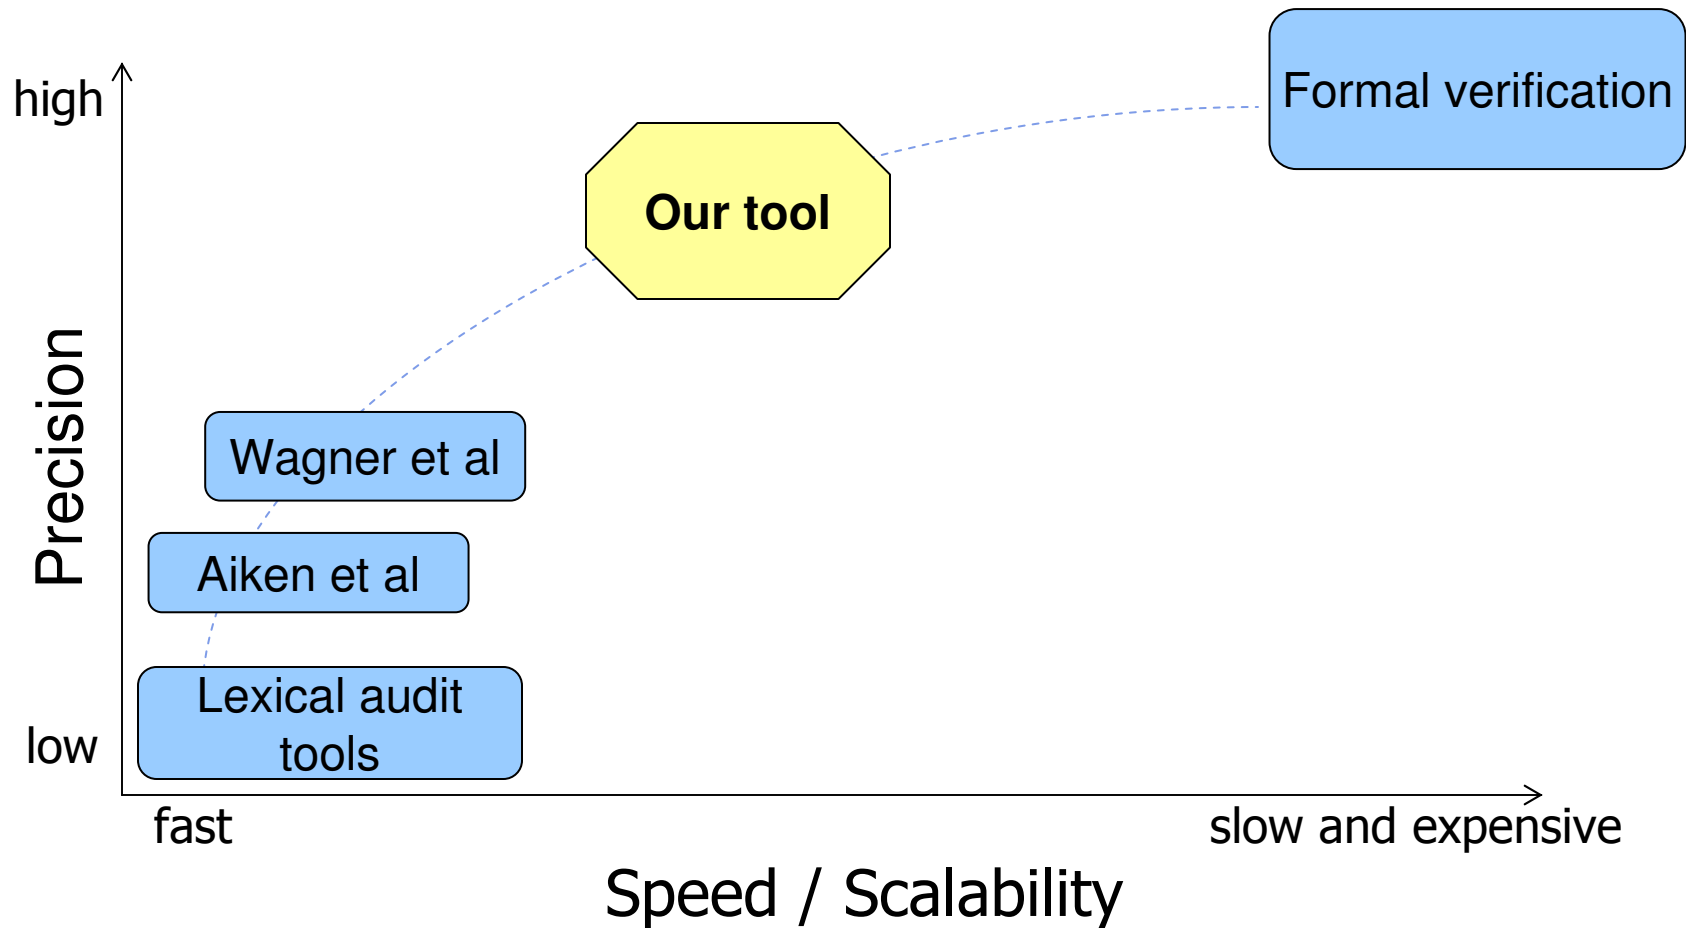 Formal verification
high
Our tool
Precision
Wagner et al
Aiken et al
Lexical audit
tools
low
fast
slow and expensive
Speed / Scalability